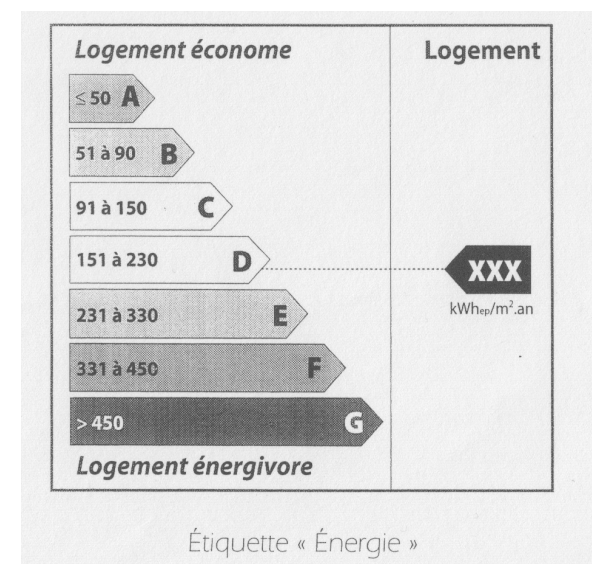 Logement économe
Logement
≤ 50 A
51 à 90 B
91 à 150 C
151 à 230 D
XXX
kWhep/m².an
231 à 330 E
331 à 450 F
> 450 G
Logement énergivore
Étiquette « Énergie »